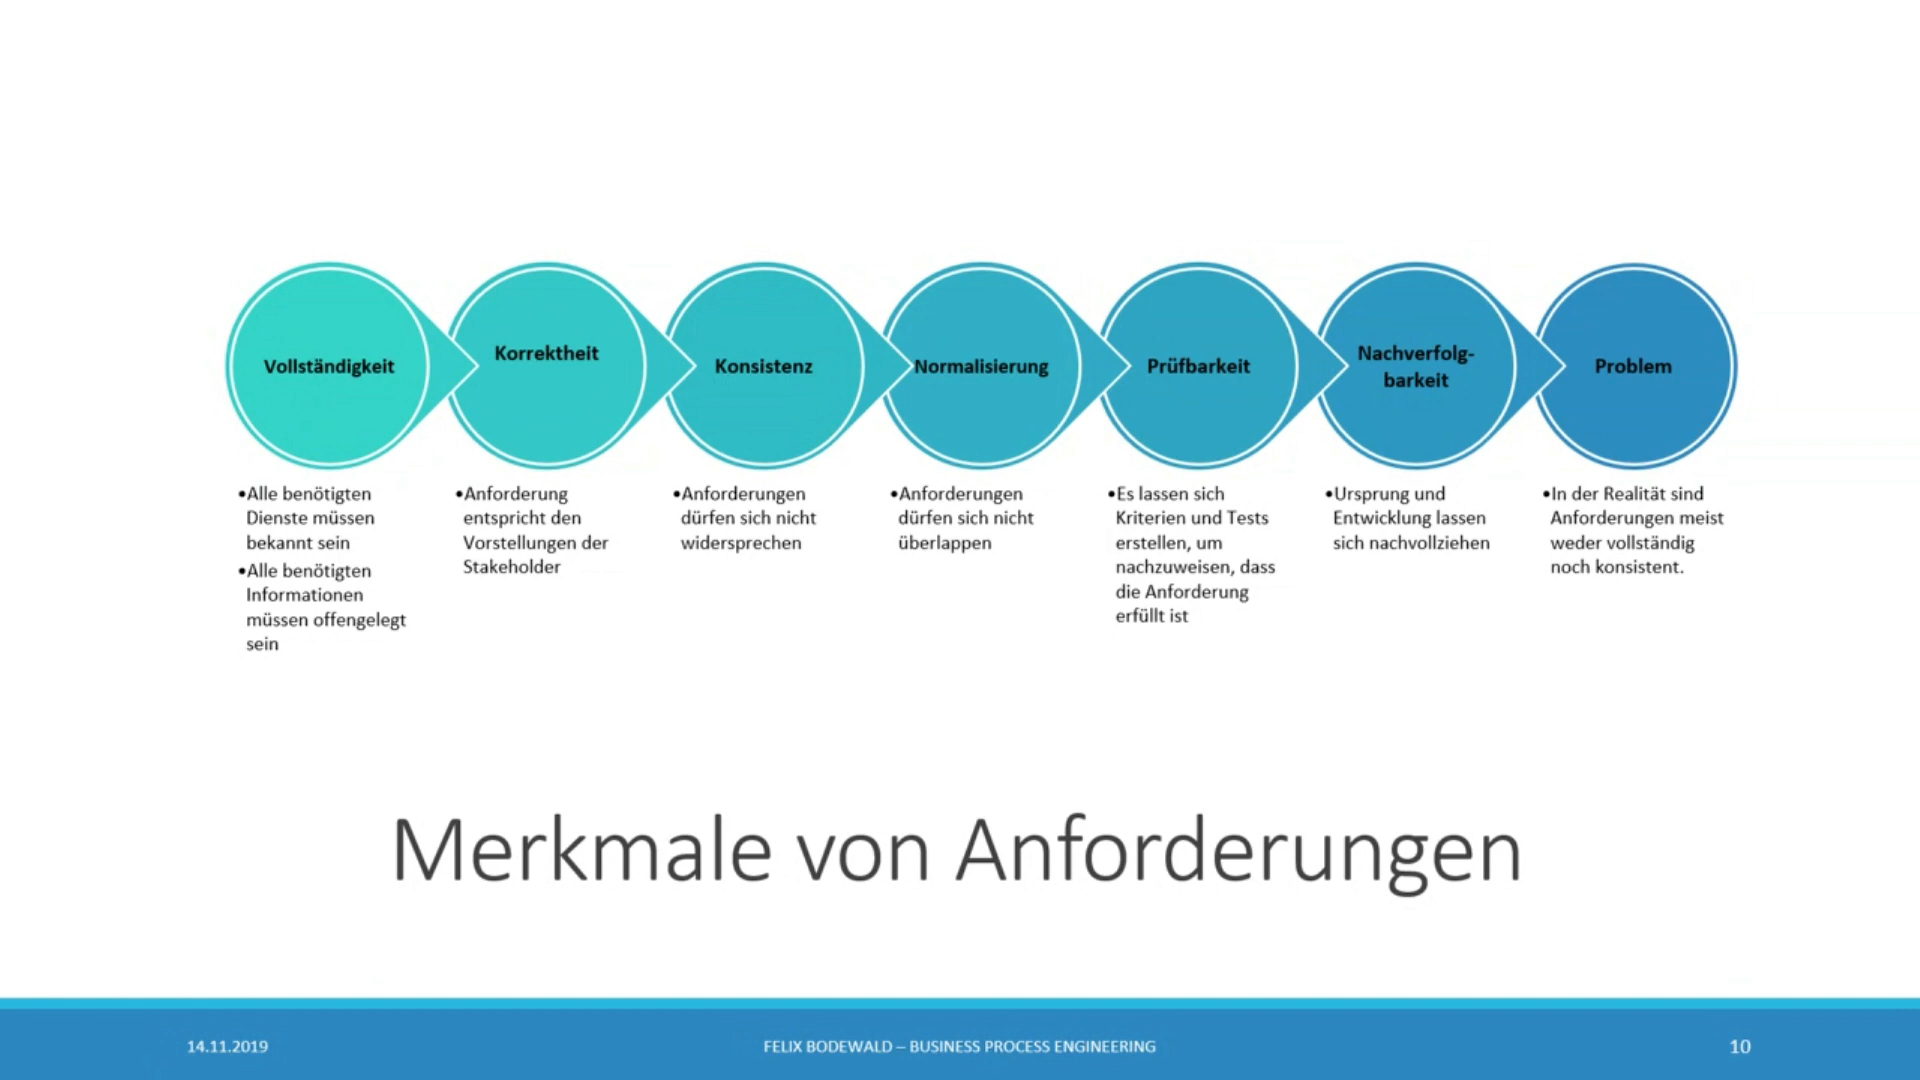 Vollständigkeit
Korrektheit
Konsistenz
Normalisierung
Prüfbarkeit
Nachverfolg-
barkeit
Problem
•Alle benötigten
Dienste müssen
bekannt sein
•Alle benötigten
Informationen
müssen offengelegt
sein
•Anforderung
entspricht den
Vorstellungen der
Stakeholder
•Anforderungen
dürfen sich nicht
widersprechen
•Anforderungen
dürfen sich nicht
überlappen
•Es lassen sich
Kriterien und Tests
erstellen, um
nachzuweisen, dass
die Anforderung
erfüllt ist
•Ursprung und
Entwicklung lassen
sich nachvollziehen
•In der Realität sind
Anforderungen meist
weder vollständig
noch konsistent.
Merkmale von Anforderungen
14.11.2019
FELIX BODEWALD – BUSINESS PROCESS ENGINEERING
10